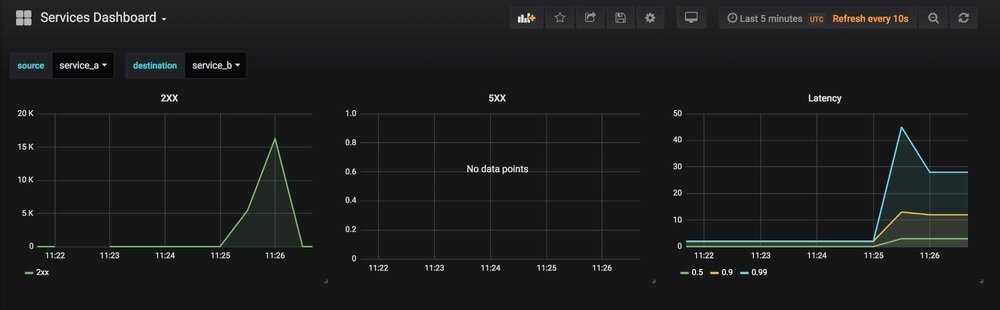 Services Dashboard
Last 5 minutes UTC Refresh every 10s
source service_a destination service_b
2XX
20 K
15 K
10 K
5 K
0
11:22 11:23 11:24 11:25 11:26
2xx
5XX
1.0
0.8
0.6
0.4
0.2
0
No data points
11:22 11:23 11:24 11:25 11:26
Latency
50
40
30
20
10
0
11:22 11:23 11:24 11:25 11:26
0.5 0.9 0.99